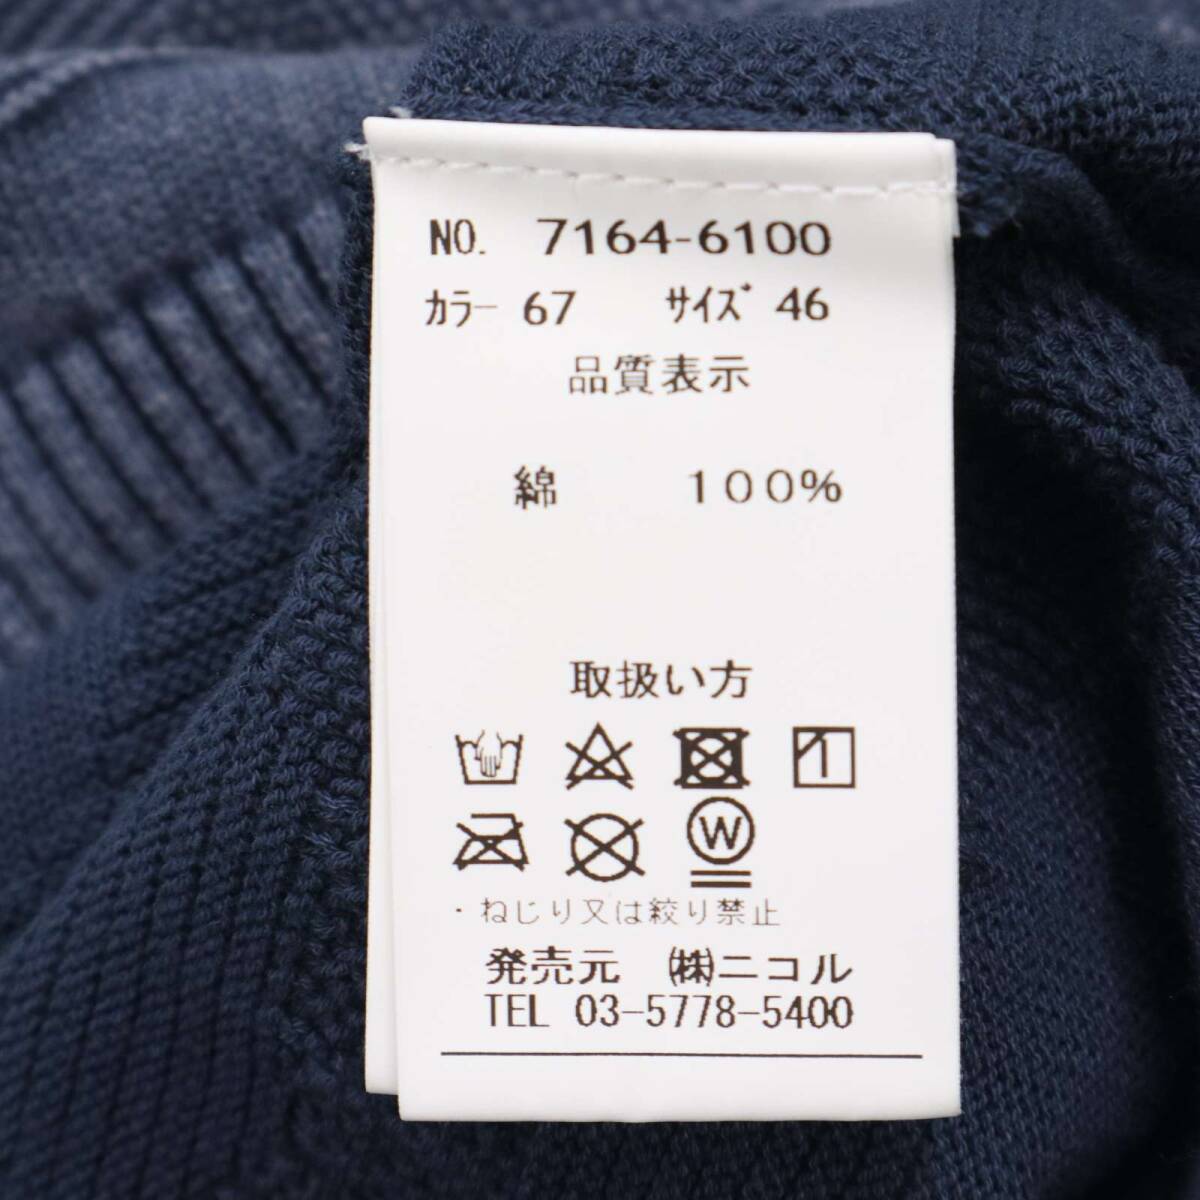 NO. 7164-6100
ｶﾗｰ 67 ｻｲｽﾞ 46
品質表示
綿 100%
取扱い方
W
・ねじり又は絞り禁止
発売元 ㈱ニコル
TEL 03-5778-5400